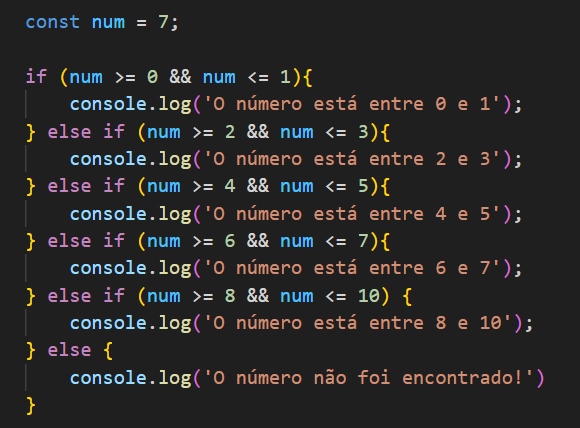 const num = 7;
if (num >= 0 && num <= 1){
console.log('O número está entre 0 e 1');
} else if (num >= 2 && num <= 3){
console.log('O número está entre 2 e 3');
} else if (num >= 4 && num <= 5){
console.log('O número está entre 4 e 5');
} else if (num >= 6 && num <= 7){
console.log('O número está entre 6 e 7');
} else if (num >= 8 && num <= 10) {
console.log('O número está entre 8 e 10');
} else {
console.log('O número não foi encontrado!')
}